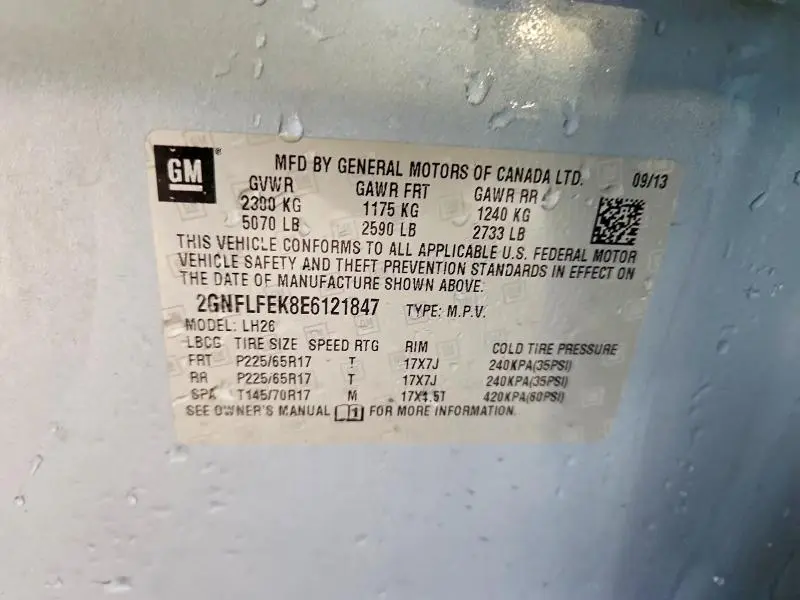 GM ® MFD BY GENERAL MOTORS OF CANADA LTD. 09/13
GVWR GAWR FRT GAWR RR
2300 KG 1175 KG 1240 KG
5070 LB 2590 LB 2733 LB
THIS VEHICLE CONFORMS TO ALL APPLICABLE U.S. FEDERAL MOTOR
VEHICLE SAFETY AND THEFT PREVENTION STANDARDS IN EFFECT ON
THE DATE OF MANUFACTURE SHOWN ABOVE.
2GNFLFEK8E6121847 TYPE: M.P.V.
MODEL: LH26
LBCG TIRE SIZE SPEED RTG RIM COLD TIRE PRESSURE
FRT P225/65R17 T 17X7J 240KPA(35PSI)
RR P225/65R17 T 17X7J 240KPA(35PSI)
SPA T145/70R17 M 17X4.5T 420KPA(60PSI)
SEE OWNER'S MANUAL 1 FOR MORE INFORMATION.